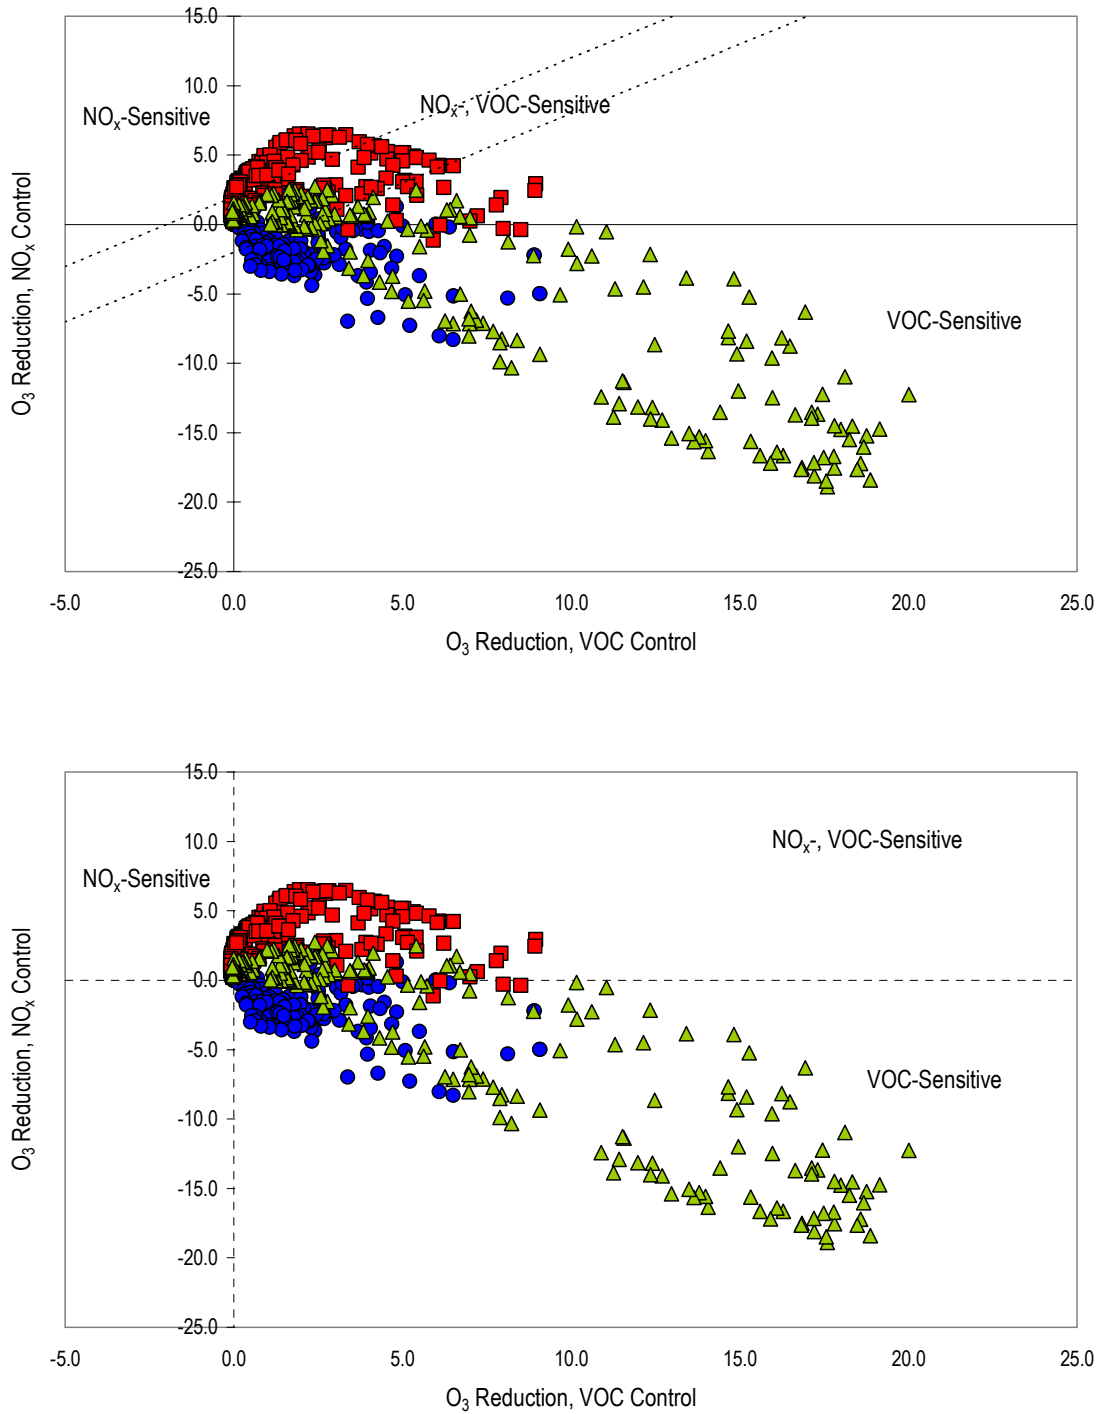 15.0
10.0
NOₓ-Sensitive
NOₓ-, VOC-Sensitive
5.0
0.0
-5.0
VOC-Sensitive
-10.0
-15.0
-20.0
-25.0
O₃ Reduction, NOₓ Control
-5.0 0.0 5.0 10.0 15.0 20.0 25.0
O₃ Reduction, VOC Control
15.0
10.0
NOₓ-, VOC-Sensitive
NOₓ-Sensitive
5.0
0.0
-5.0
VOC-Sensitive
-10.0
-15.0
-20.0
-25.0
O₃ Reduction, NOₓ Control
-5.0 0.0 5.0 10.0 15.0 20.0 25.0
O₃ Reduction, VOC Control